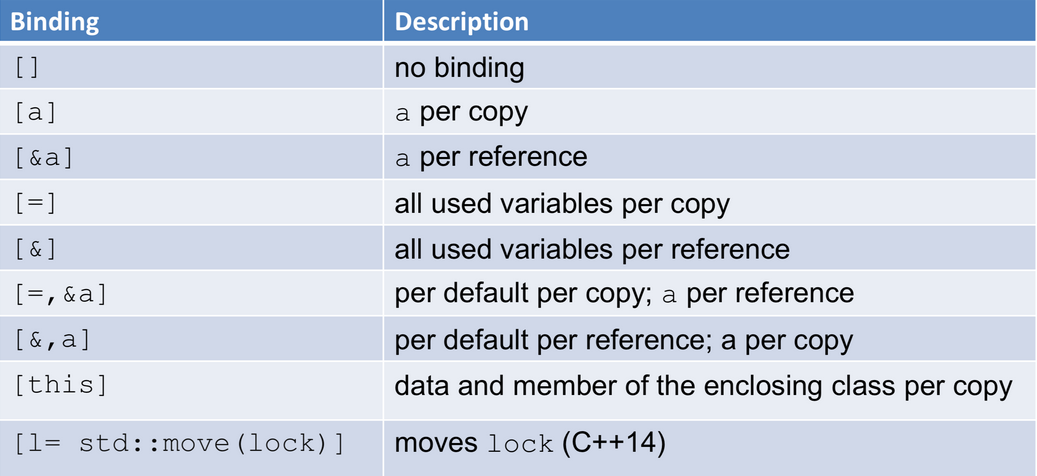 Binding Description
[] no binding
[a] a per copy
[&a] a per reference
[=] all used variables per copy
[&] all used variables per reference
[=,&a] per default per copy; a per reference
[&,a] per default per reference; a per copy
[this] data and member of the enclosing class per copy
[l= std::move(lock)] moves lock (C++14)